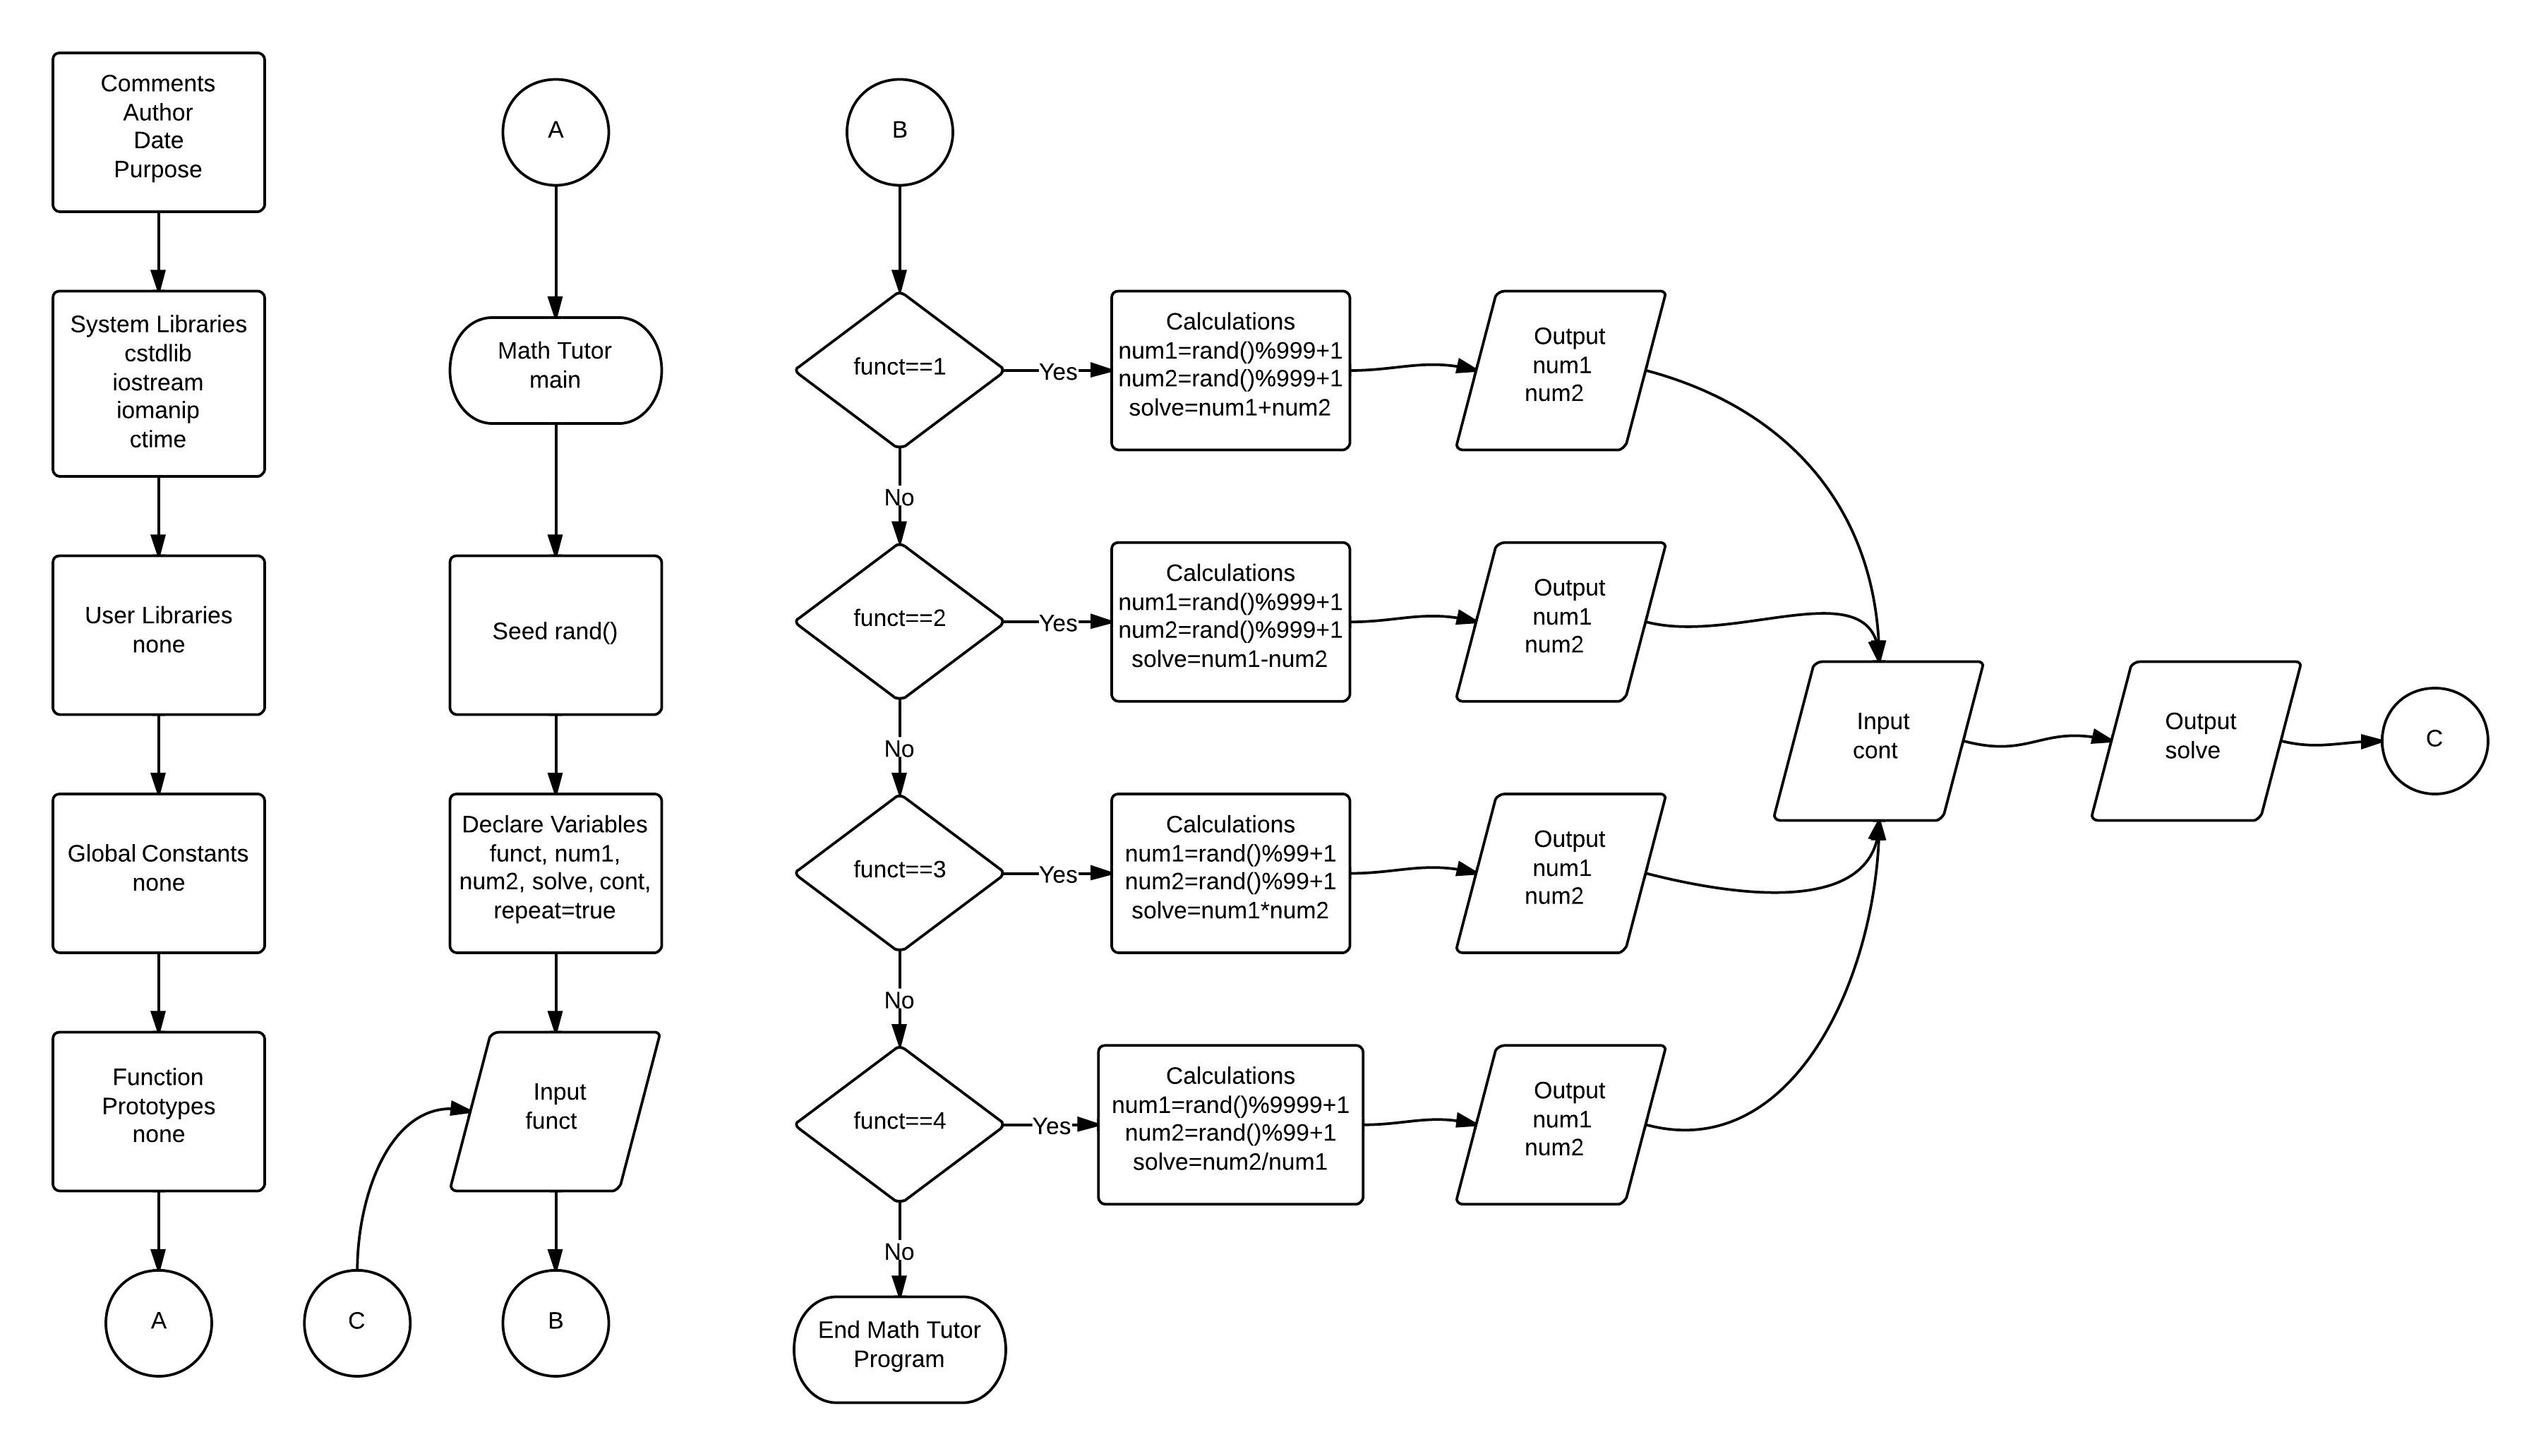 Comments
Author
Date
Purpose
System Libraries
cstdlib
iostream
iomanip
ctime
User Libraries
none
Global Constants
none
Function
Prototypes
none
A
C
A
Math Tutor
main
Seed rand()
Declare Variables
funct, num1,
num2, solve, cont,
repeat=true
Input
funct
B
B
funct==1
Yes
Calculations
num1=rand()%999+1
num2=rand()%999+1
solve=num1+num2
Output
num1
num2
No
funct==2
Yes
Calculations
num1=rand()%999+1
num2=rand()%999+1
solve=num1-num2
Output
num1
num2
No
funct==3
Yes
Calculations
num1=rand()%99+1
num2=rand()%99+1
solve=num1*num2
Output
num1
num2
No
funct==4
Yes
Calculations
num1=rand()%9999+1
num2=rand()%99+1
solve=num2/num1
Output
num1
num2
No
End Math Tutor
Program
Input
cont
Output
solve
C